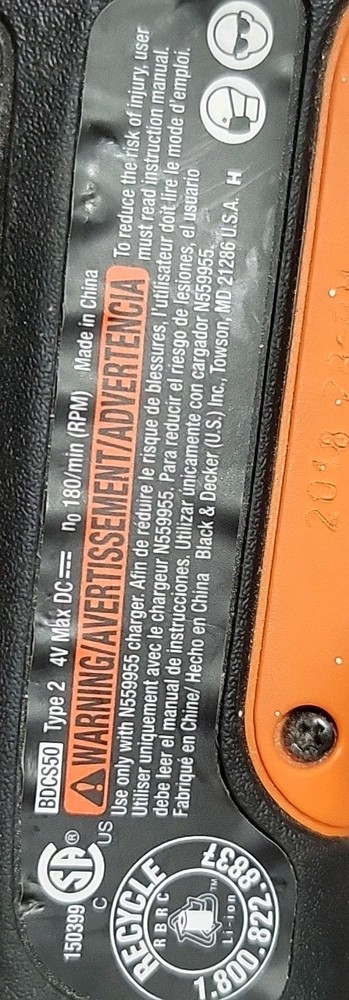 BDCS50 Type 2 4V Max DC n₀ 180/min (RPM) Made in China
WARNING/AVERTISSEMENT/ADVERTENCIA To reduce the risk of injury, user
must read instruction manual.
Use only with N559955 charger. Afin de réduire le risque de blessures, l'utilisateur doit lire le mode d'emploi.
Utiliser uniquement avec le chargeur N559955. Para reducir el riesgo de lesiones, el usuario
debe leer el manual de instrucciones. Utilizar únicamente con cargador N559955.
Fabriqué en Chine/ Hecho en China Black & Decker (U.S.) Inc., Towson, MD 21286 U.S.A. H
150399
SA®
C US
RECYCLE
RBRC
™
Li-ion
1.800.822.8837
2018